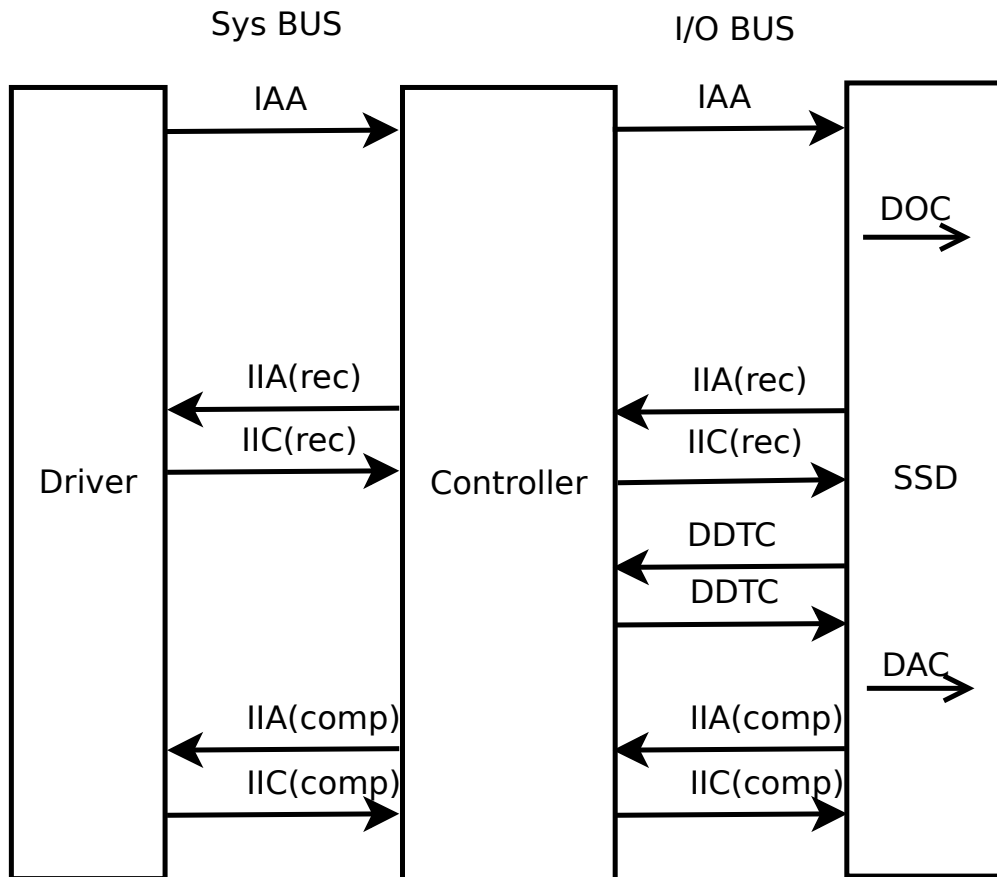 Sys BUS
I/O BUS
IAA
IAA
DOC
IIA(rec)
IIA(rec)
IIC(rec)
IIC(rec)
Driver
Controller
SSD
DDTC
DDTC
DAC
IIA(comp)
IIA(comp)
IIC(comp)
IIC(comp)